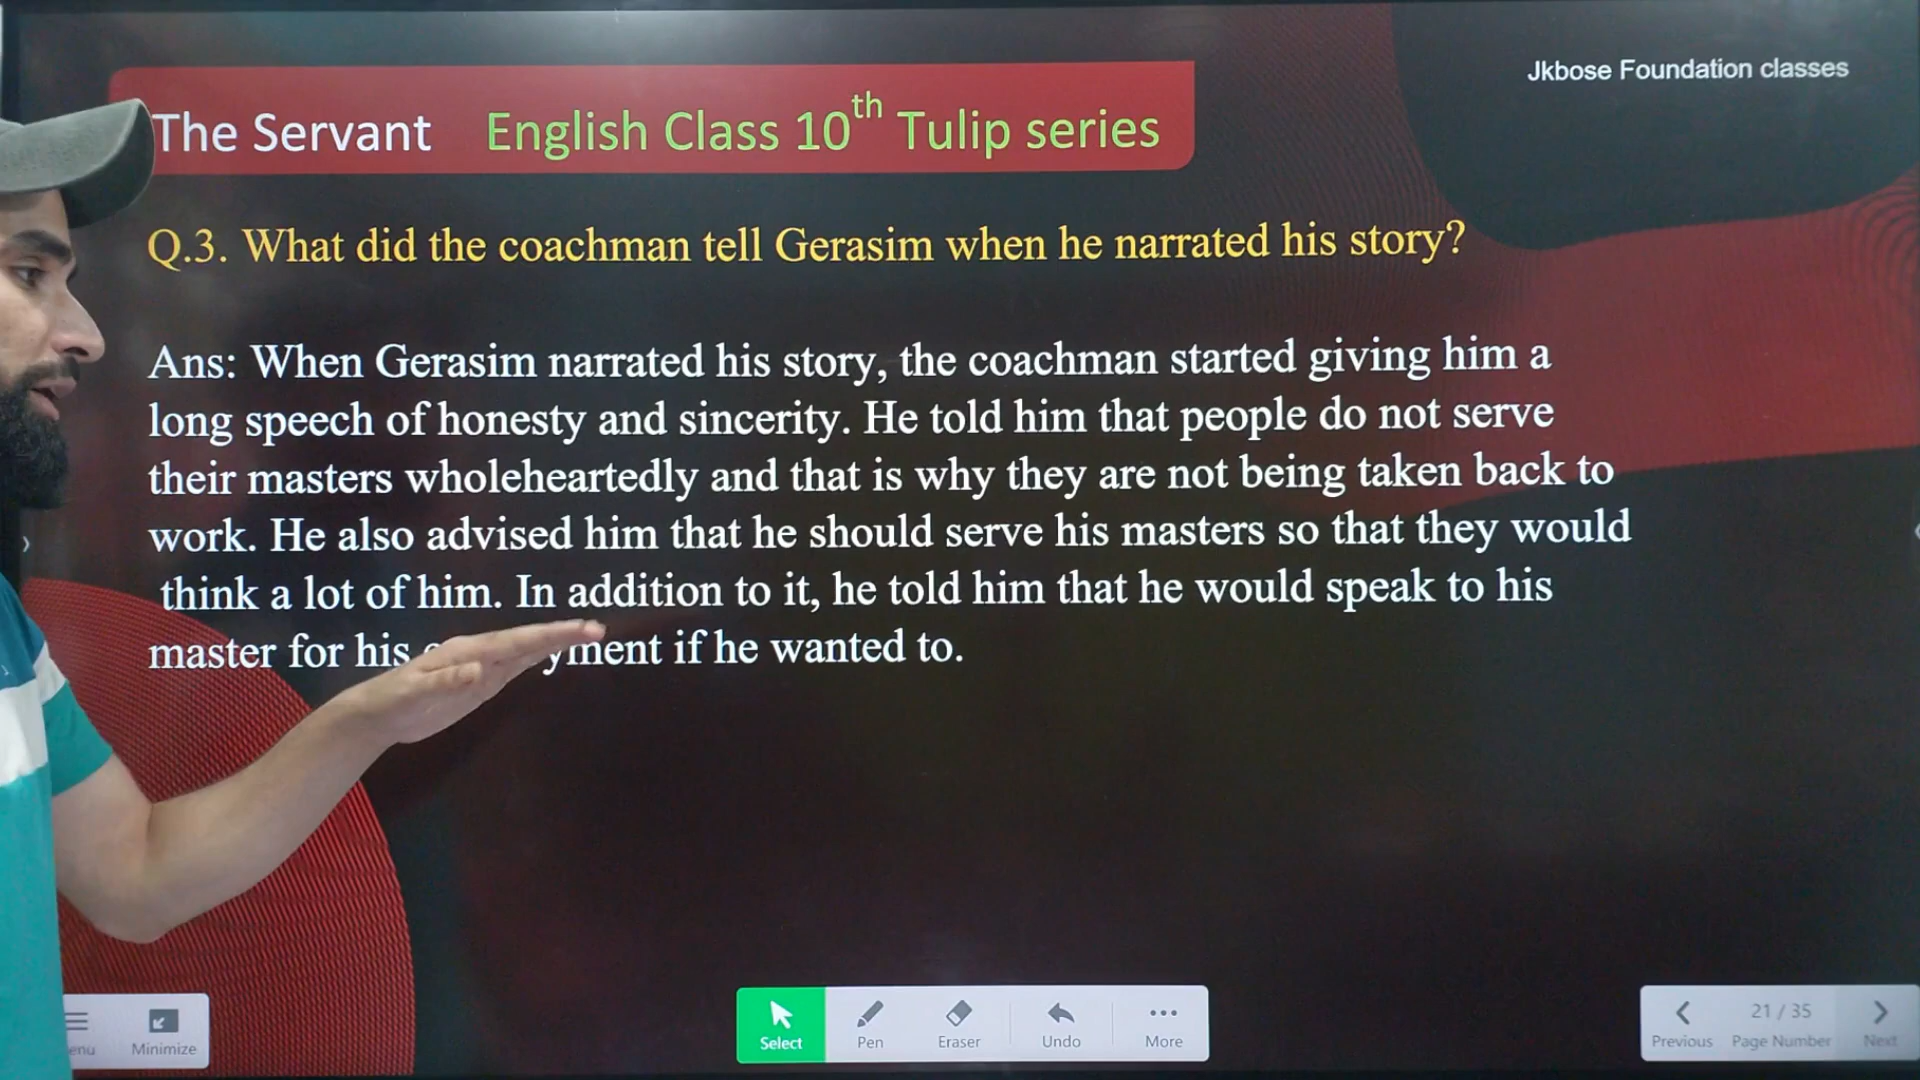 Jkbose Foundation classes
The Servant English Class 10th Tulip series
Q.3. What did the coachman tell Gerasim when he narrated his story?
Ans: When Gerasim narrated his story, the coachman started giving him a
long speech of honesty and sincerity. He told him that people do not serve
their masters wholeheartedly and that is why they are not being taken back to
work. He also advised him that he should serve his masters so that they would
think a lot of him. In addition to it, he told him that he would speak to his
master for his yment if he wanted to.
enu Minimize
Select Pen Eraser Undo More
Previous 21 / 35 Page Number Next